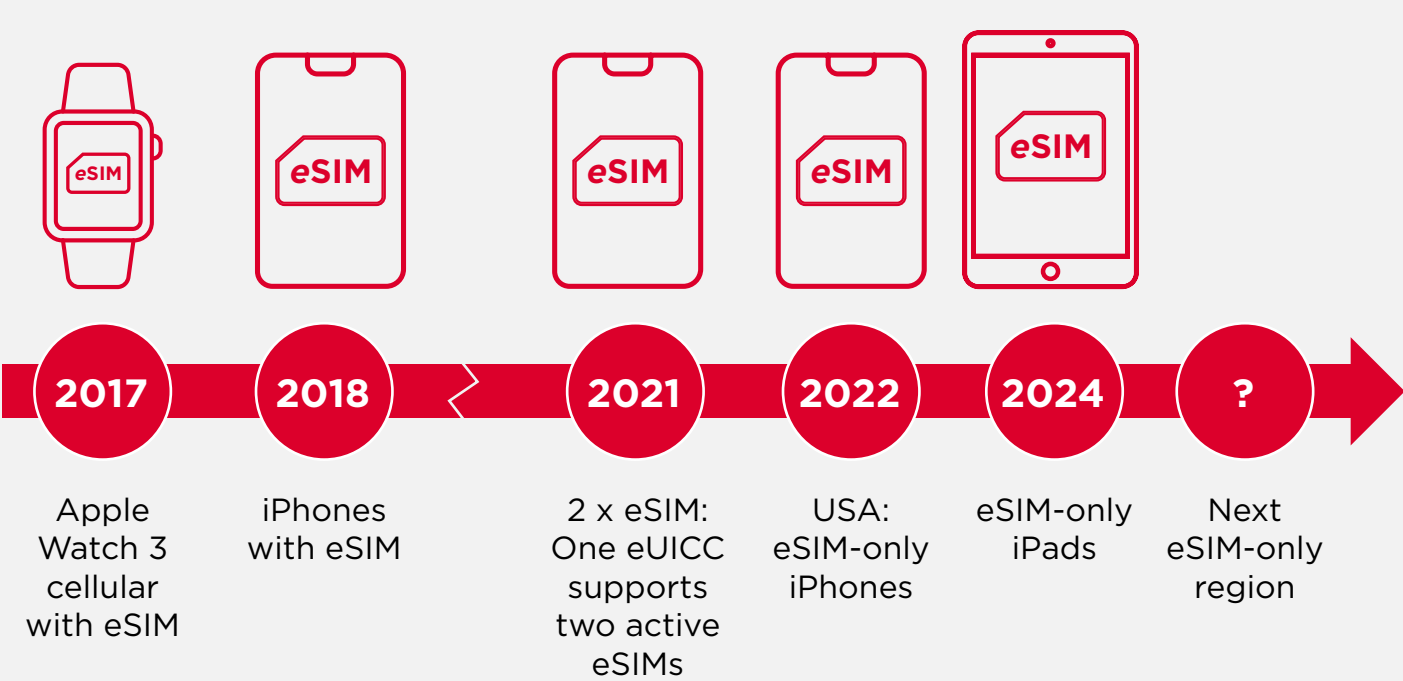 eSIM
eSIM
eSIM
eSIM
eSIM
2017
2018
2021
2022
2024
?
Apple
Watch 3
cellular
with eSIM
iPhones
with eSIM
2 x eSIM:
One eUICC
supports
two active
eSIMs
USA:
eSIM-only
iPhones
eSIM-only
iPads
Next
eSIM-only
region